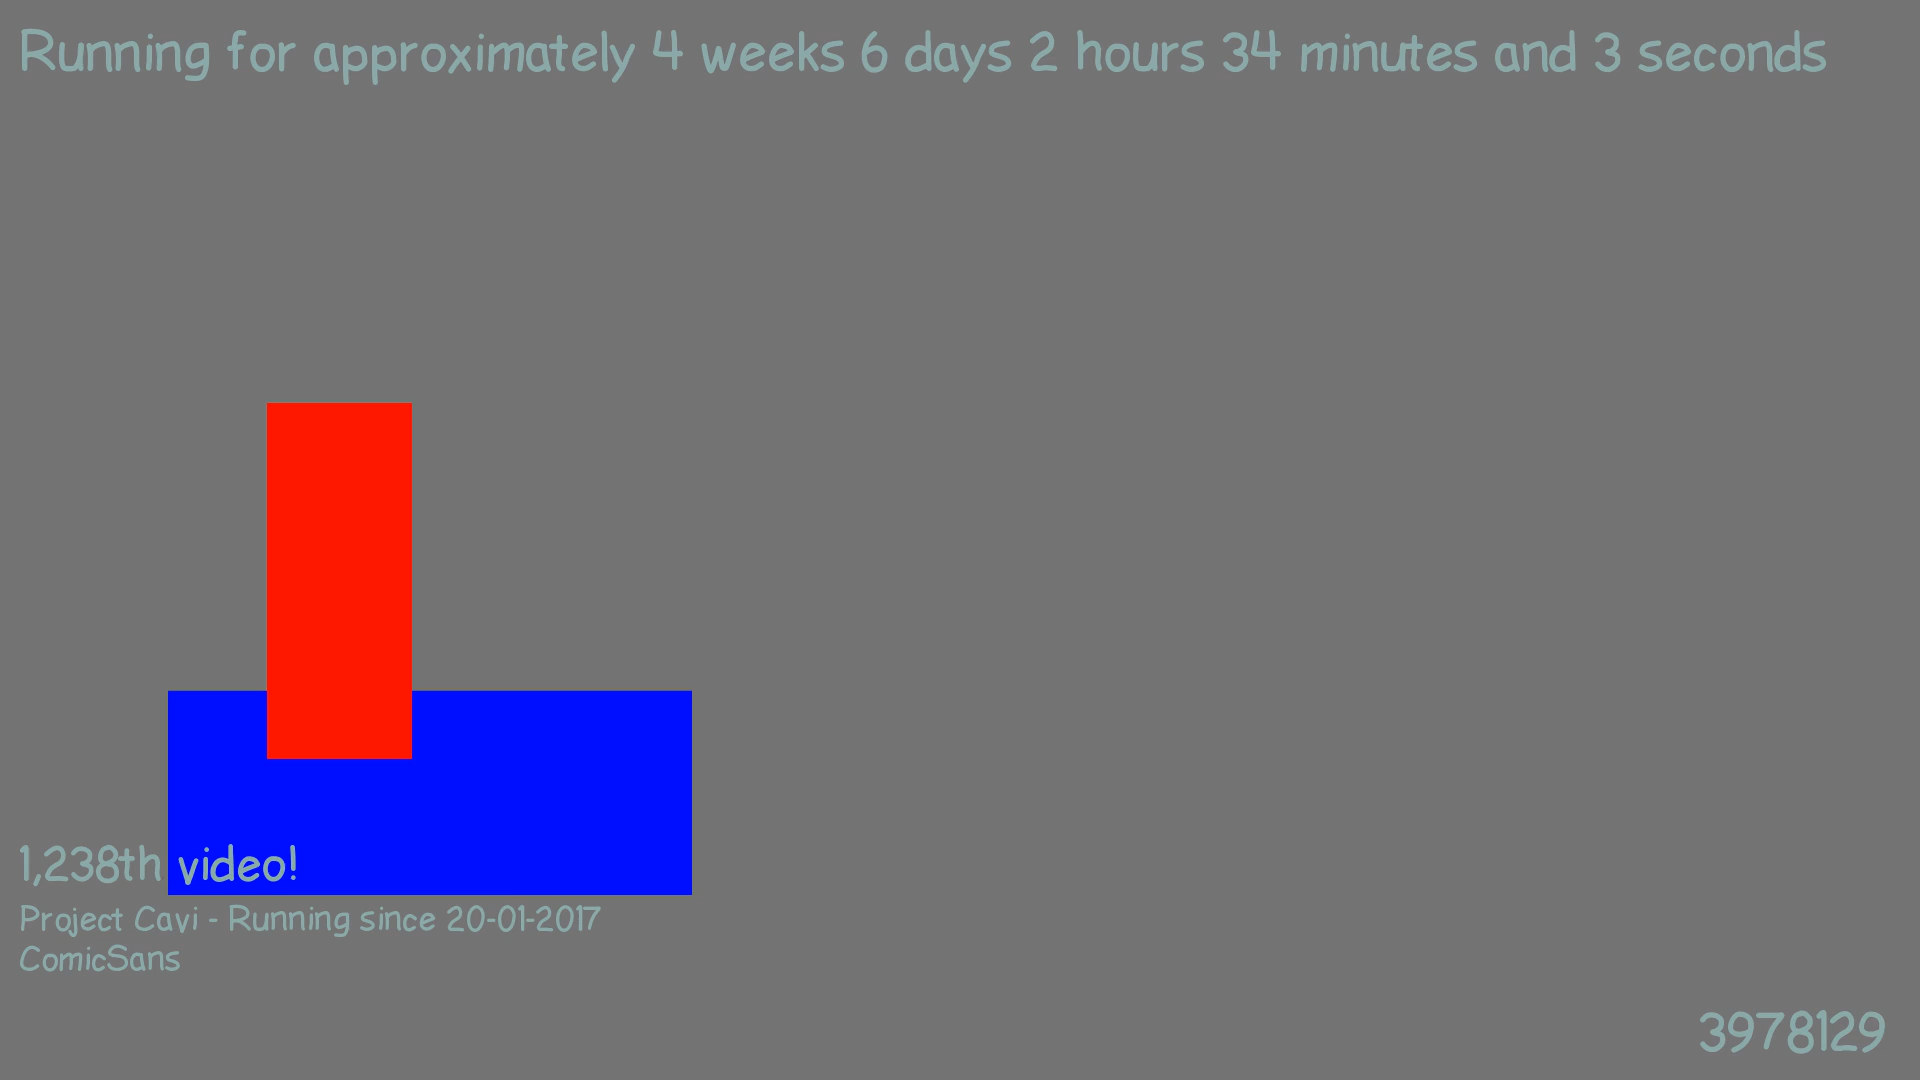 Running for approximately 4 weeks 6 days 2 hours 34 minutes and 3 seconds
1,238th video!
Project Cavi - Running since 20-01-2017
ComicSans
3978129